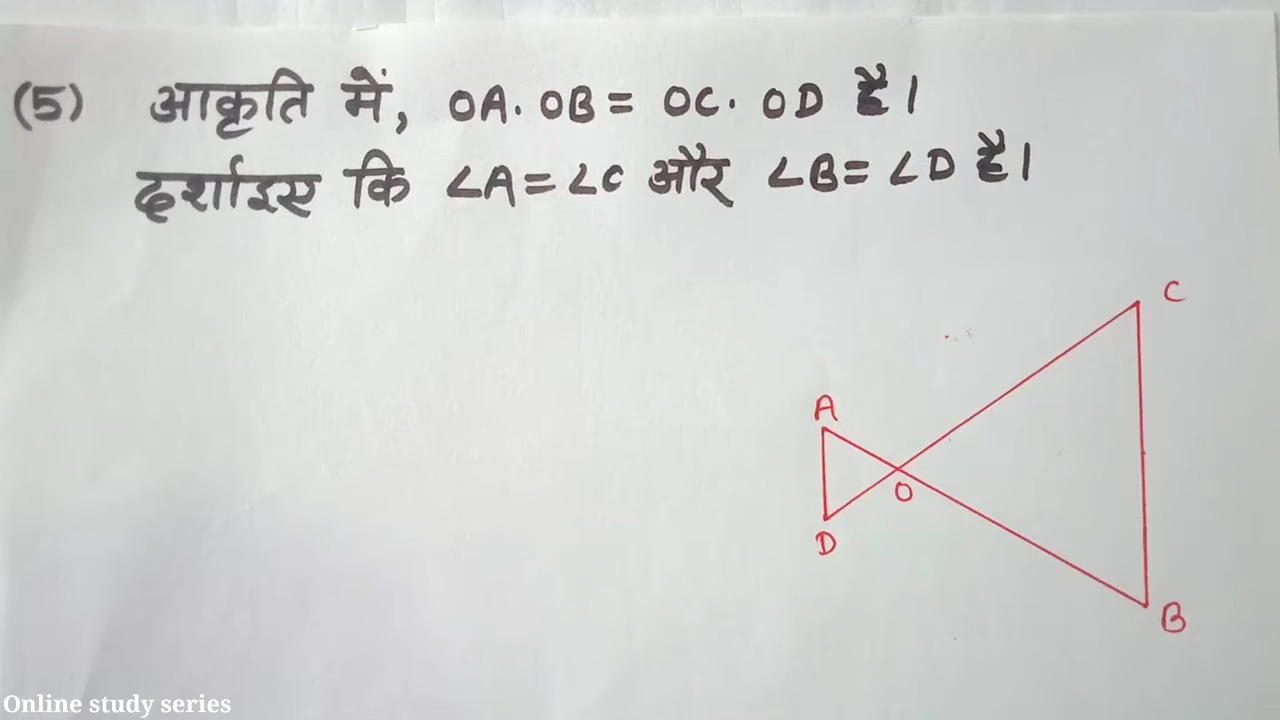 (5) आकृति में, OA. OB = OC. OD है।
दर्शाइए कि ∠A = ∠C और ∠B = ∠D है।
C
A
O
D
B
Online study series